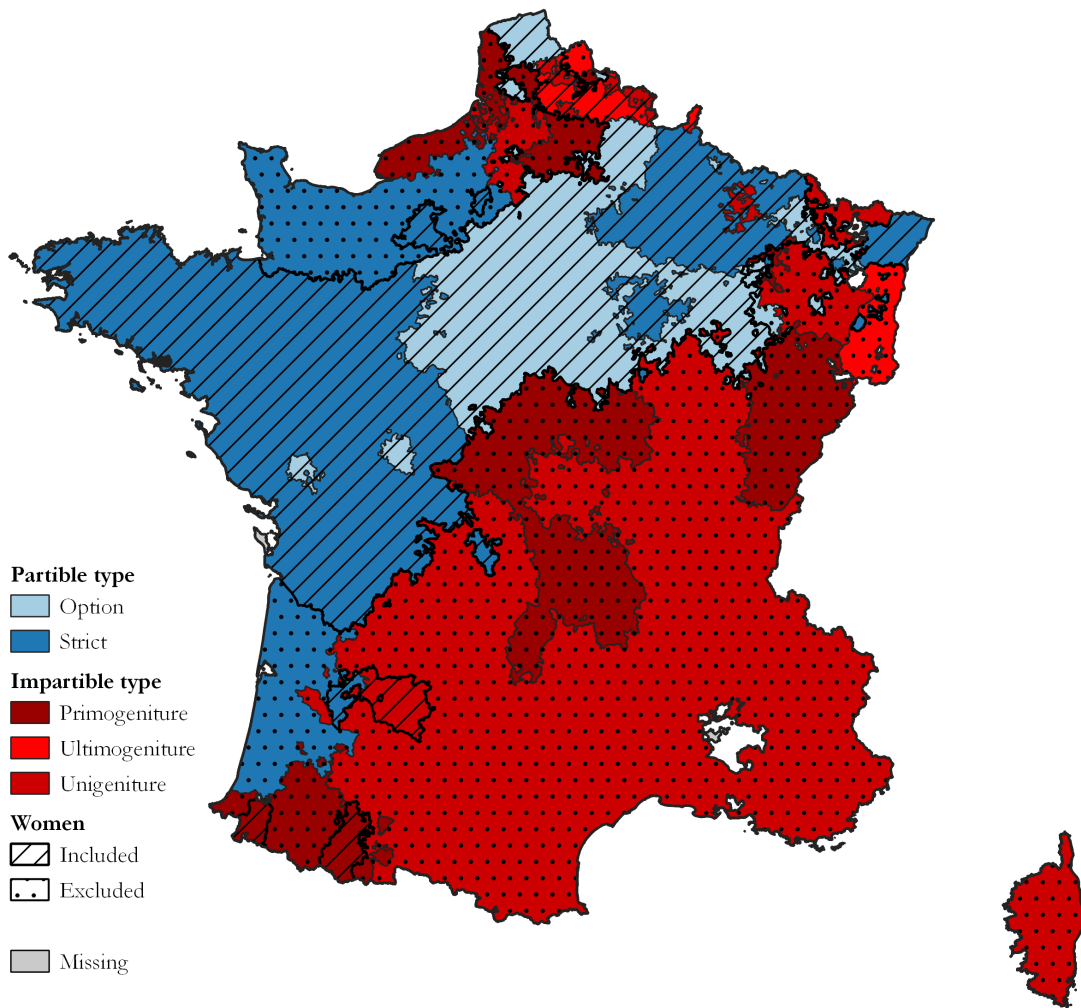 Partible type
Option
Strict
Impartible type
Primogeniture
Ultimogeniture
Unigeniture
Women
Included
Excluded
Missing